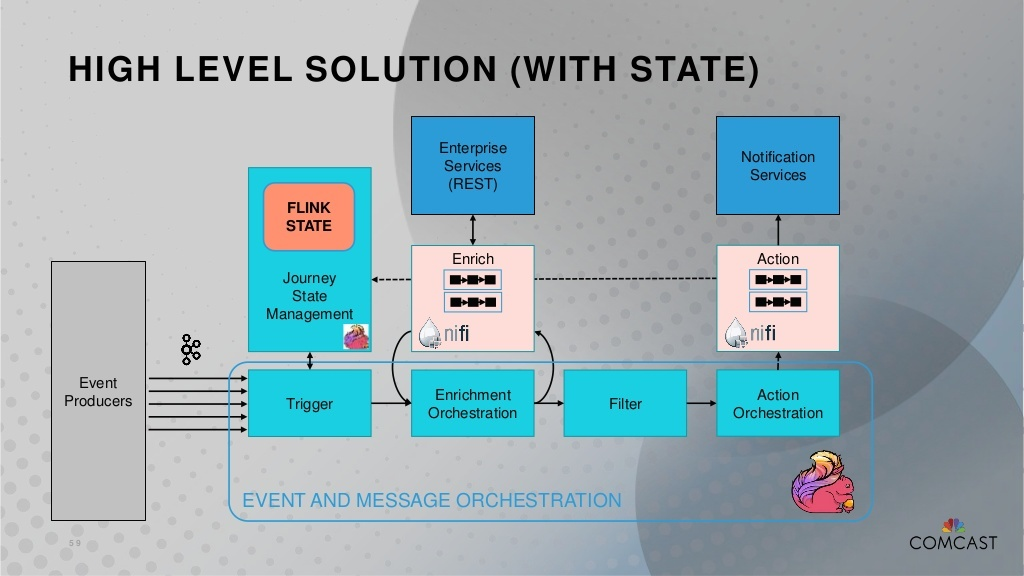 HIGH LEVEL SOLUTION (WITH STATE)
Enterprise
Services
(REST)
Notification
Services
FLINK
STATE
Journey
State
Management
Enrich
nifi
Action
nifi
Event
Producers
Trigger
Enrichment
Orchestration
Filter
Action
Orchestration
EVENT AND MESSAGE ORCHESTRATION
59
COMCAST